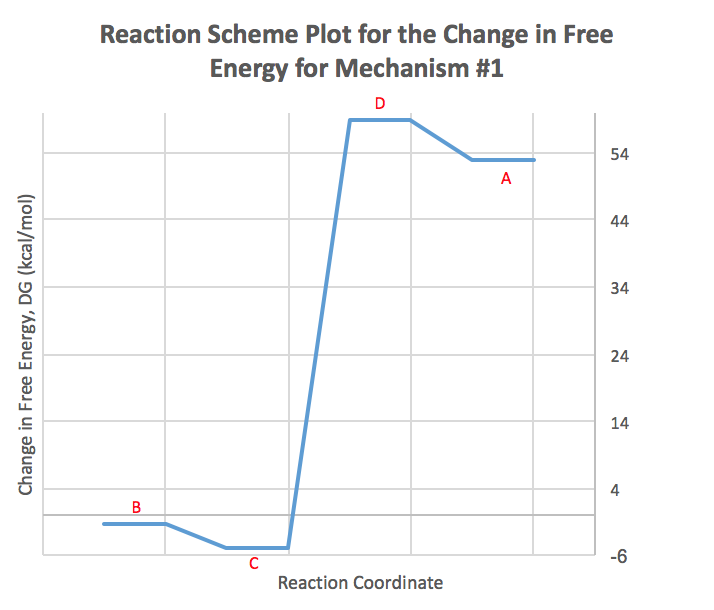 Reaction Scheme Plot for the Change in Free
Energy for Mechanism #1
D
54
A
44
34
24
14
B
4
C
-6
Change in Free Energy, DG (kcal/mol)
Reaction Coordinate